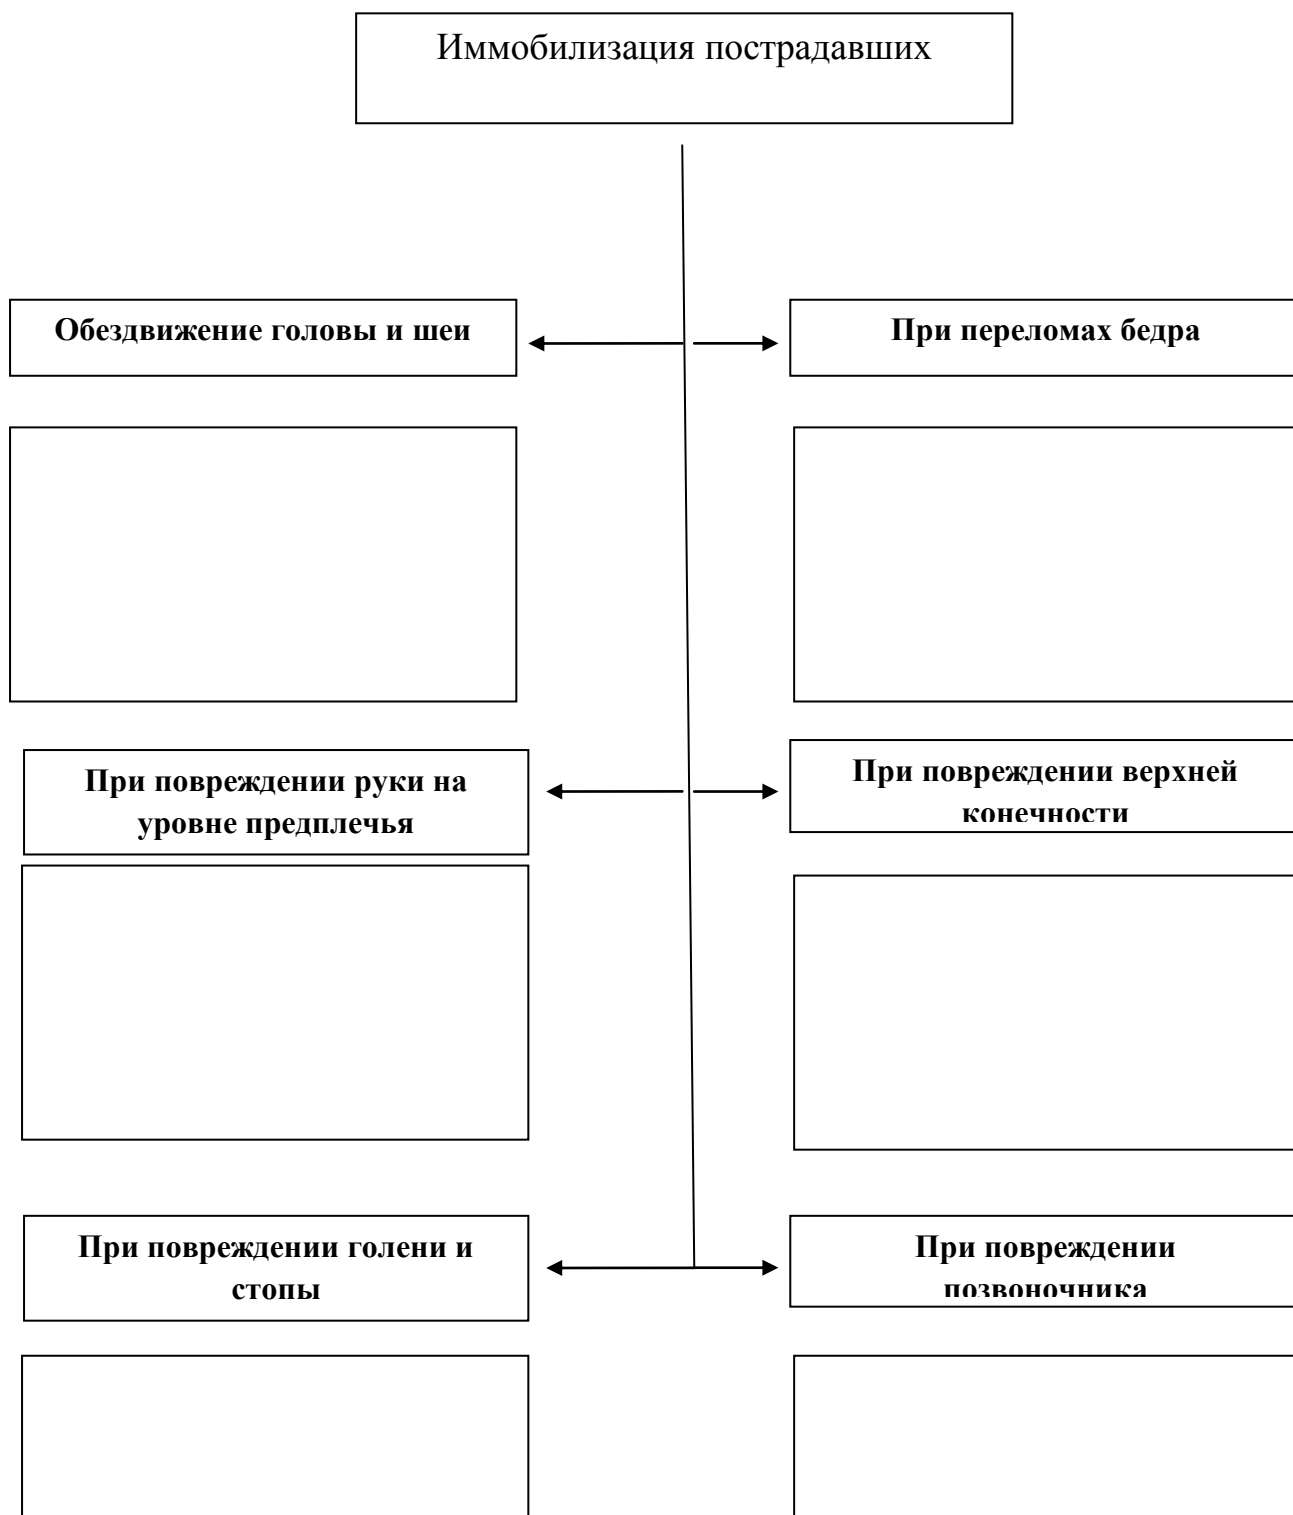 Иммобилизация пострадавших
Обездвижение головы и шеи
При переломах бедра
При повреждении руки на
уровне предплечья
При повреждении верхней
конечности
При повреждении голени и
стопы
При повреждении
позвоночника